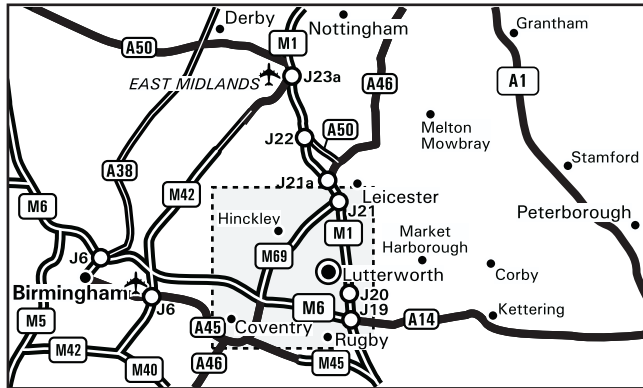 Derby
Nottingham
Grantham
M1
A50
EAST MIDLANDS
J23a
A46
A1
Melton
Mowbray
J22
A50
Stamford
A38
M42
J21a
Leicester
M6
J21
Peterborough
Hinckley
M1
Market
Harborough
M69
J6
Lutterworth
Corby
Birmingham
J6
M6
J20
J19
Kettering
M5
A45
Coventry
A14
Rugby
M42
M40
A46
M45